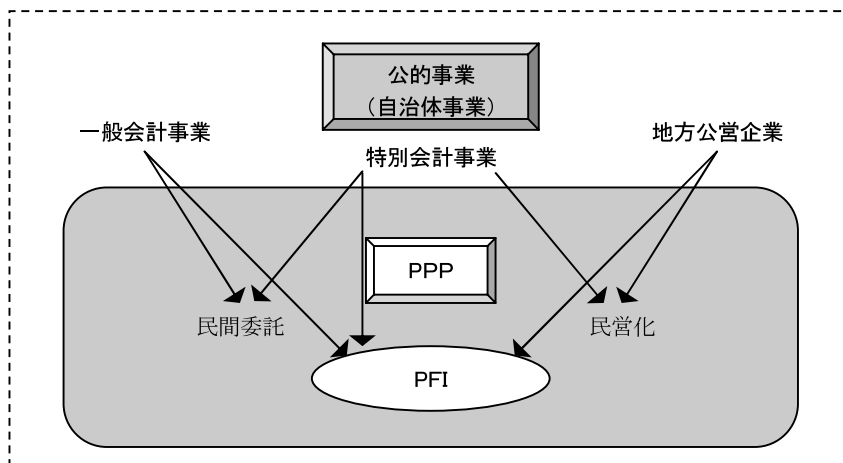 公的事業
（自治体事業）
一般会計事業
特別会計事業
地方公営企業
PPP
民間委託
民営化
PFI